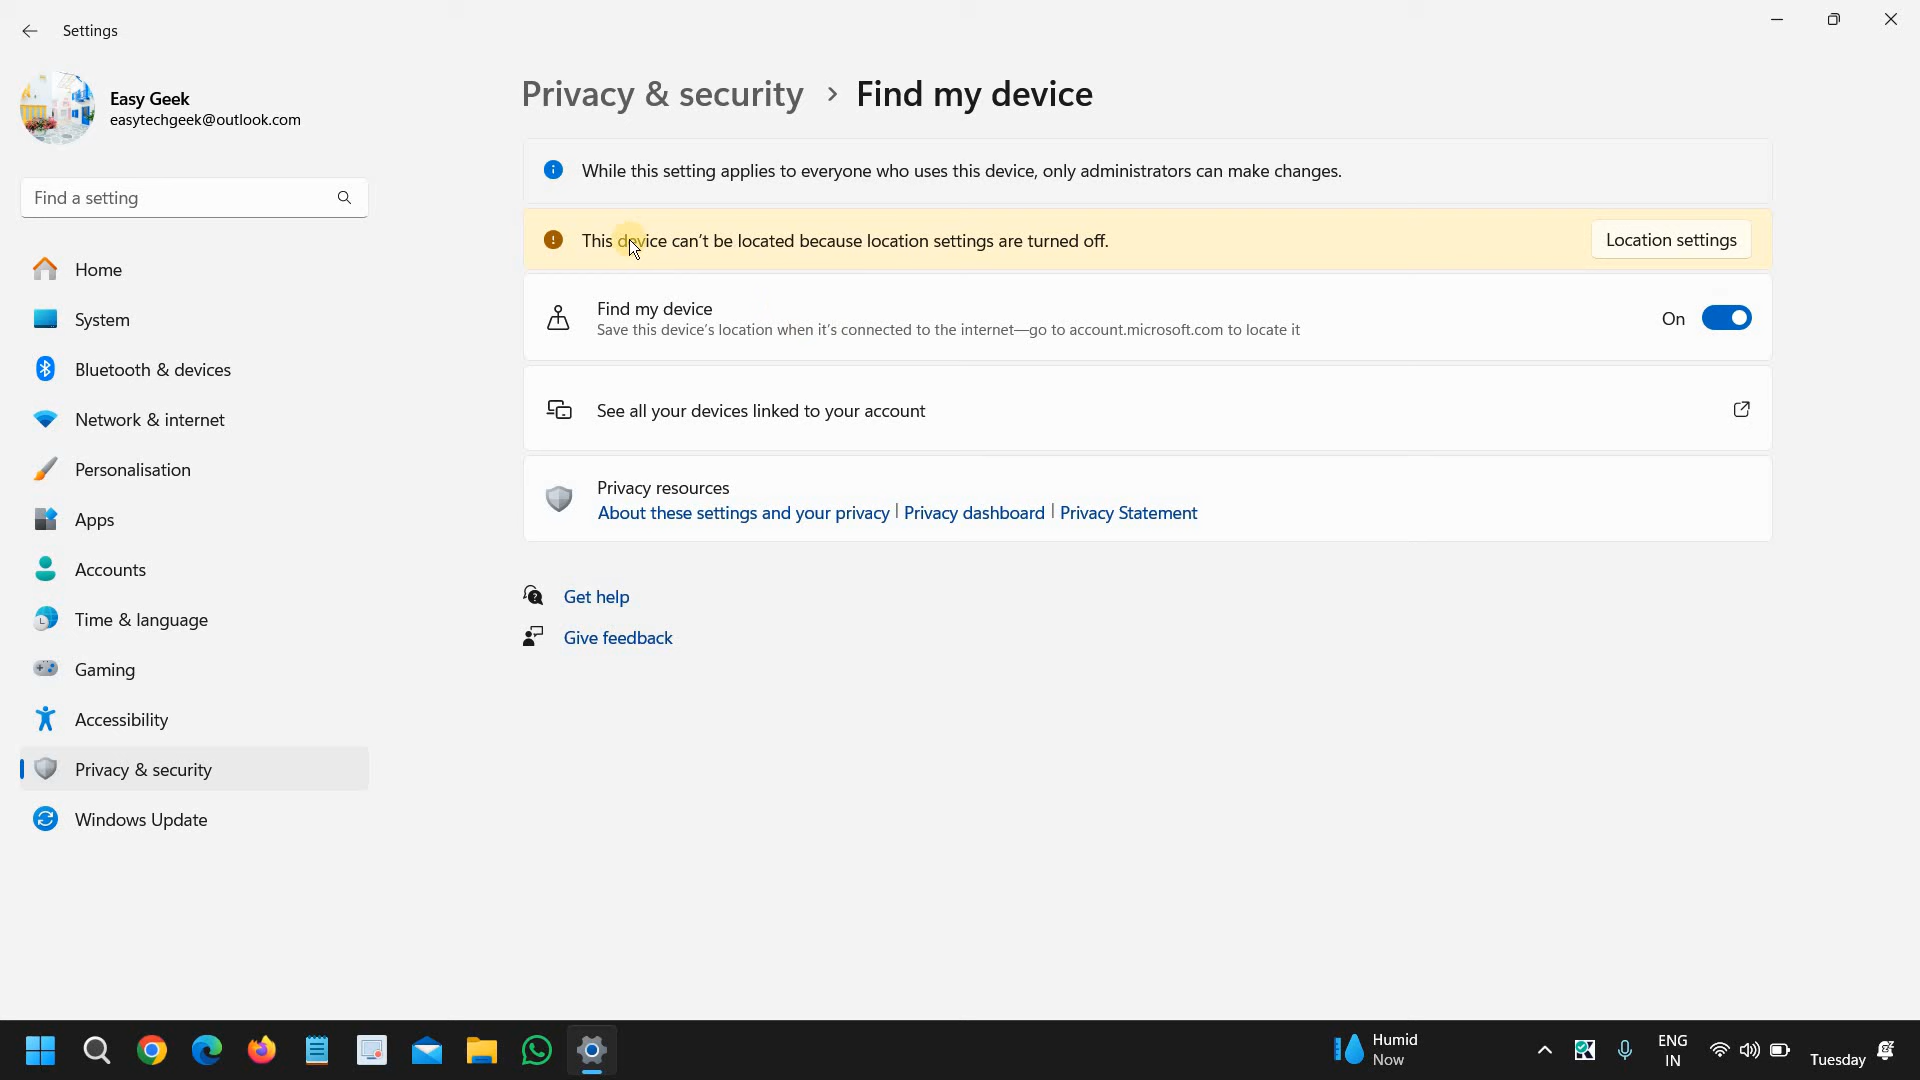 Settings
Easy Geek
easytechgeek@outlook.com
Find a setting
Home
System
Bluetooth & devices
Network & internet
Personalisation
Apps
Accounts
Time & language
Gaming
Accessibility
Privacy & security
Windows Update
Privacy & security > Find my device
While this setting applies to everyone who uses this device, only administrators can make changes.
This device can't be located because location settings are turned off.
Location settings
Find my device
Save this device's location when it's connected to the internet—go to account.microsoft.com to locate it
On
See all your devices linked to your account
Privacy resources
About these settings and your privacy | Privacy dashboard | Privacy Statement
Get help
Give feedback
Humid
Now
ENG
IN
Tuesday